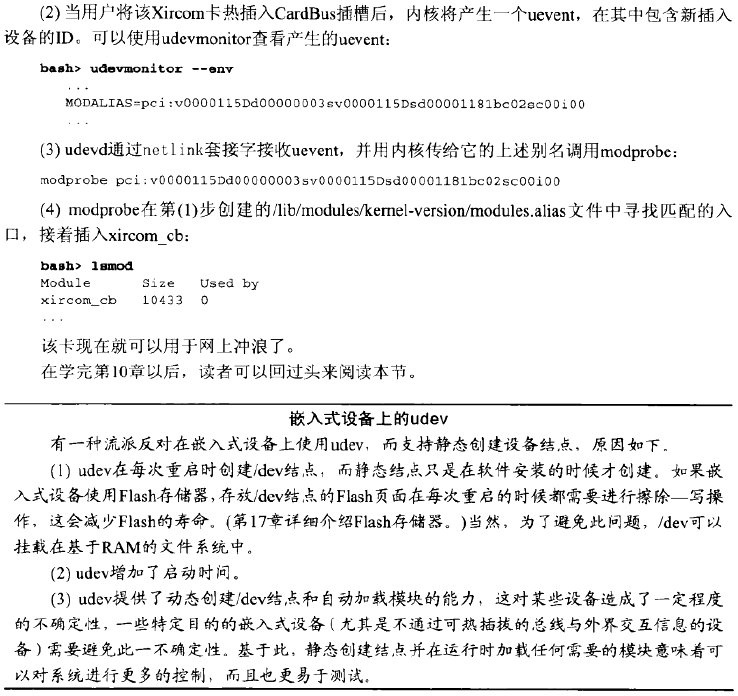 (2) 当用户将该Xircom卡热插入CardBus插槽后，内核将产生一个uevent，在其中包含新插入
设备的ID。可以使用udevmonitor查看产生的uevent：
bash> udevmonitor --env
...
MODALIAS=pci:v0000115Dd00000003sv0000115Dsd00001181bc02sc00i00
...
(3) udevd通过netlink套接字接收uevent，并用内核传给它的上述别名调用modprobe：
modprobe pci:v0000115Dd00000003sv0000115Dsd00001181bc02sc00i00
(4) modprobe在第(1)步创建的/lib/modules/kernel-version/modules.alias文件中寻找匹配的入
口，接着插入xircom_cb：
bash> lsmod
Module Size Used by
xircom_cb 10433 0
...
该卡现在就可以用于网上冲浪了。
在学完第10章以后，读者可以回过头来阅读本节。
嵌入式设备上的udev
有一种流派反对在嵌入式设备上使用udev，而支持静态创建设备结点，原因如下。
(1) udev在每次重启时创建/dev结点，而静态结点只是在软件安装的时候才创建。如果嵌
入式设备使用Flash存储器，存放/dev结点的Flash页面在每次重启的时候都需要进行擦除—写操
作，这会减少Flash的寿命。(第17章详细介绍Flash存储器。)当然，为了避免此问题，/dev可以
挂载在基于RAM的文件系统中。
(2) udev增加了启动时间。
(3) udev提供了动态创建/dev结点和自动加载模块的能力，这对某些设备造成了一定程度
的不确定性，一些特定目的的嵌入式设备（尤其是不通过可热插拔的总线与外界交互信息的设
备）需要避免此一不确定性。基于此，静态创建结点并在运行时加载任何需要的模块意味着可
以对系统进行更多的控制，而且也更易于测试。